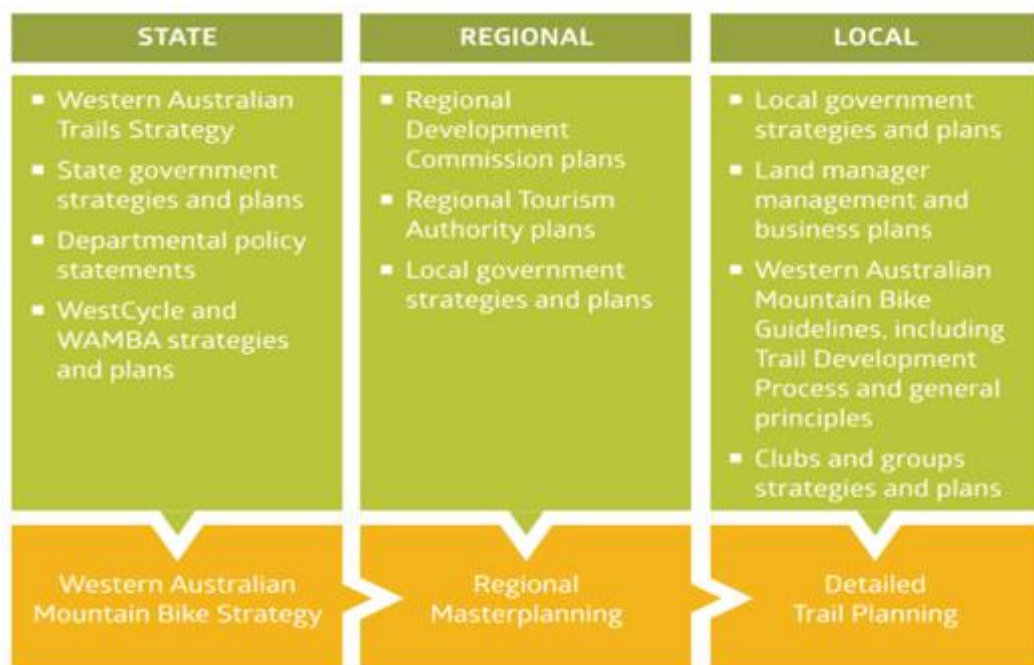 STATE
Western Australian
Trails Strategy
State government
strategies and plans
Departmental policy
statements
WestCycle and
WAMBA strategies
and plans
Western Australian
Mountain Bike Strategy
REGIONAL
Regional
Development
Commission plans
Regional Tourism
Authority plans
Local government
strategies and plans
Regional
Masterplanning
LOCAL
Local government
strategies and plans
Land manager
management and
business plans
Western Australian
Mountain Bike
Guidelines, including
Trail Development
Process and general
principles
Clubs and groups
strategies and plans
Detailed
Trail Planning